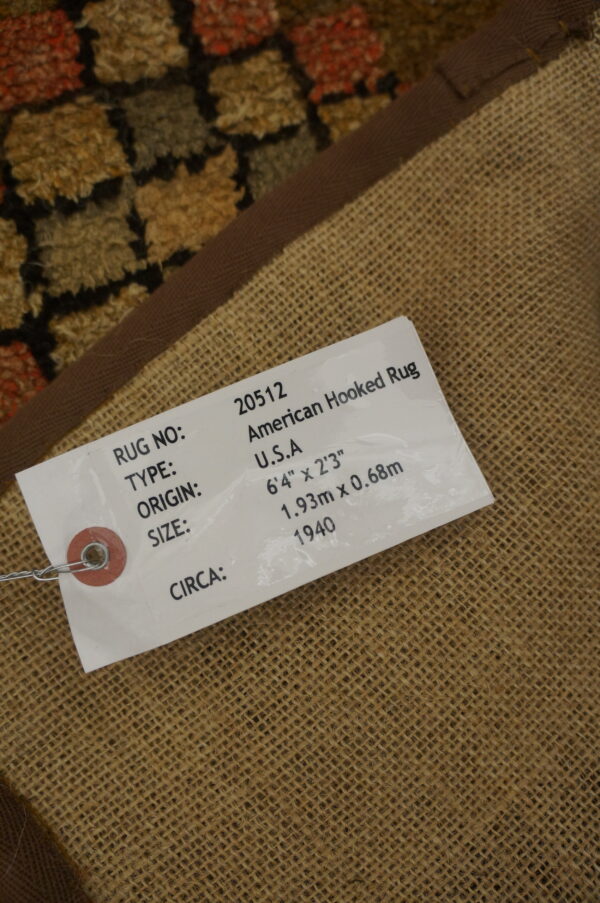 RUG NO: 20512
TYPE: American Hooked Rug
ORIGIN: U.S.A
SIZE: 6'4" x 2'3"
1.93m x 0.68m
CIRCA: 1940